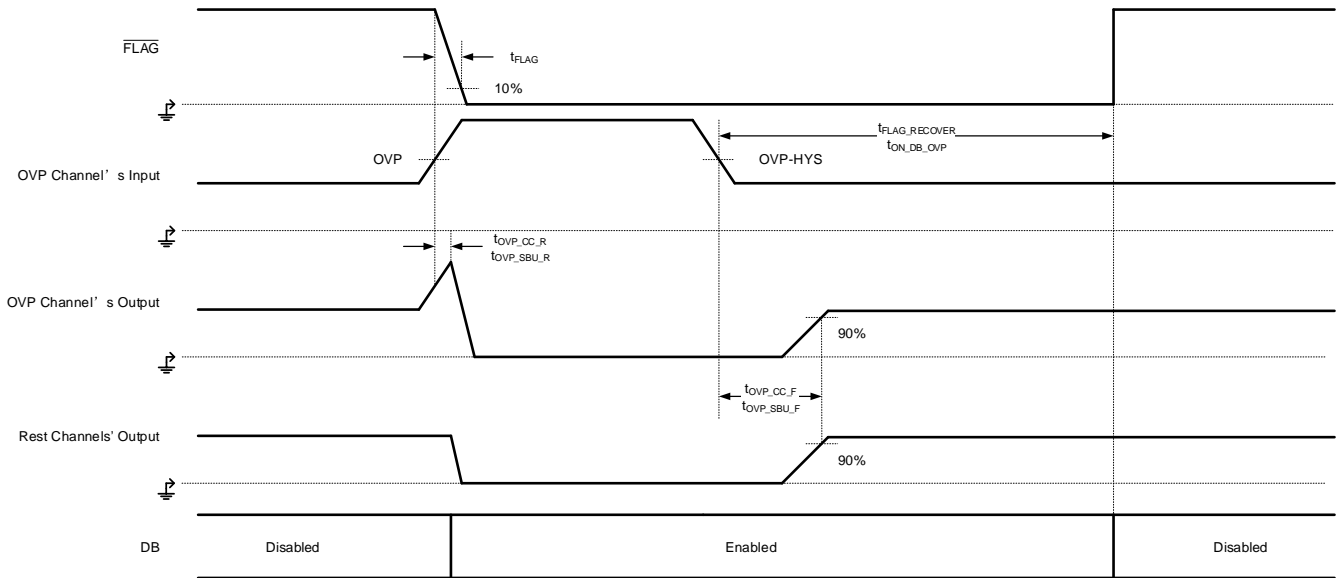 FLAG
tFLAG
10%
tFLAG_RECOVER
tON_DB_OVP
OVP
OVP-HYS
OVP Channel’s Input
tOVP_CC_R
tOVP_SBU_R
OVP Channel’s Output
90%
tOVP_CC_F
tOVP_SBU_F
Rest Channels' Output
90%
DB
Disabled
Enabled
Disabled